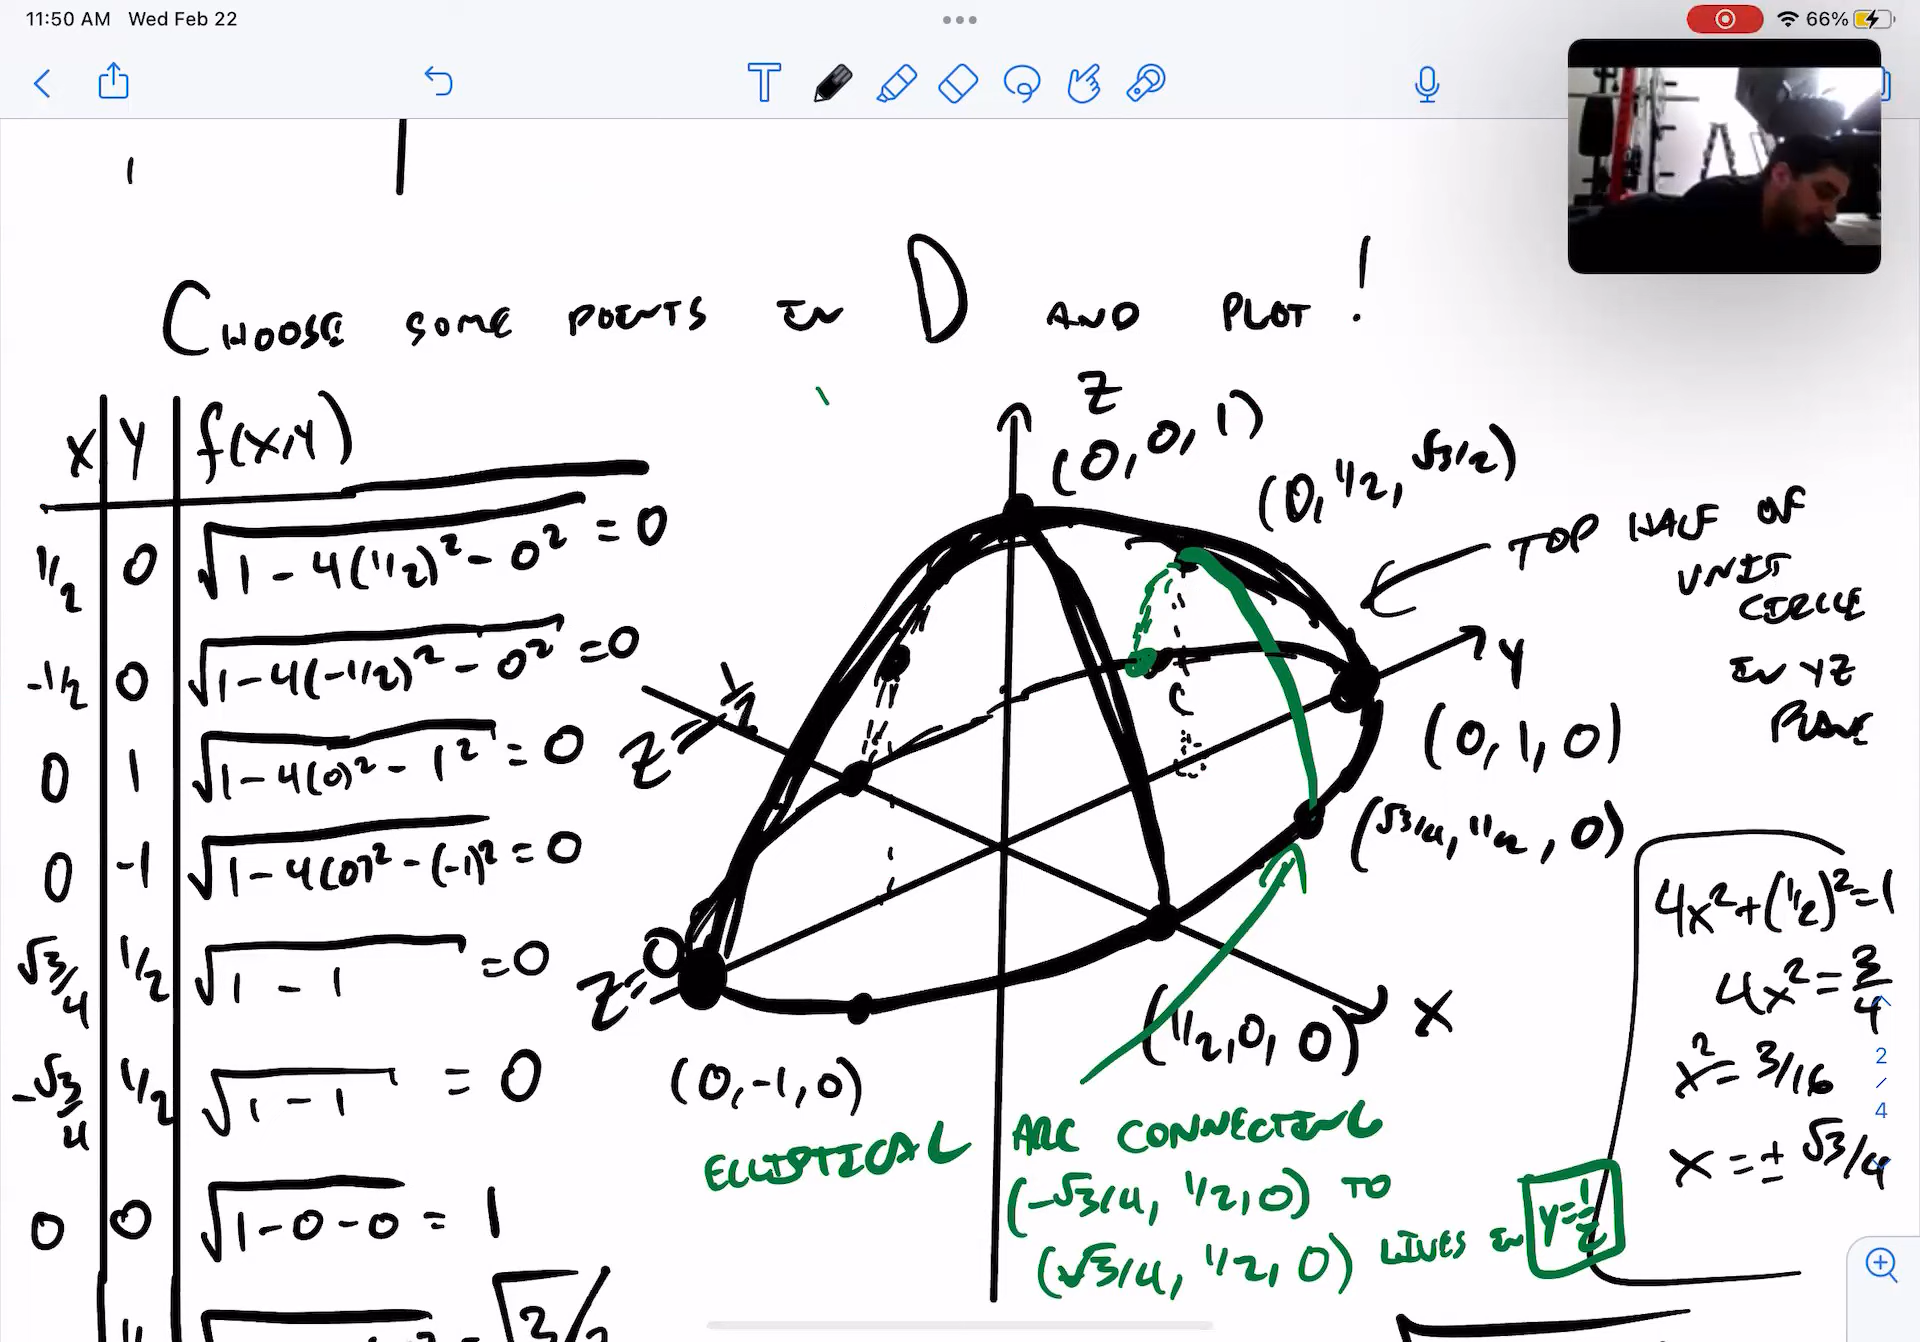 11:50 AM Wed Feb 22
66%
T
CHOOSE SOME POINTS IN D AND PLOT!
X Y f(X,Y)
1/2 0 √1-4(1/2)²-0² = 0
-1/2 0 √1-4(-1/2)²-0² = 0
0 1 √1-4(0)²-1² = 0
0 -1 √1-4(0)²-(-1)² = 0
√3/4 1/2 √1-1 = 0
-√3/4 1/2 √1-1 = 0
0 0 √1-0-0 = 1
Z
(0,0,1)
(0,1/2,√3/2)
TOP HALF OF
UNIT
CIRCLE
IN YZ
PLANE
Y
(0,1,0)
(√3/4, 1/2, 0)
Z=
Z=0
X
(1/2,0,0)
(0,-1,0)
ELLIPTICAL ARC CONNECTING
(-√3/4, 1/2, 0) TO
(√3/4, 1/2, 0) LIVES IN y=1/2
4x²+(1/2)²=1
4x²=3/4
x²=3/16
x=±√3/4
2
/
4